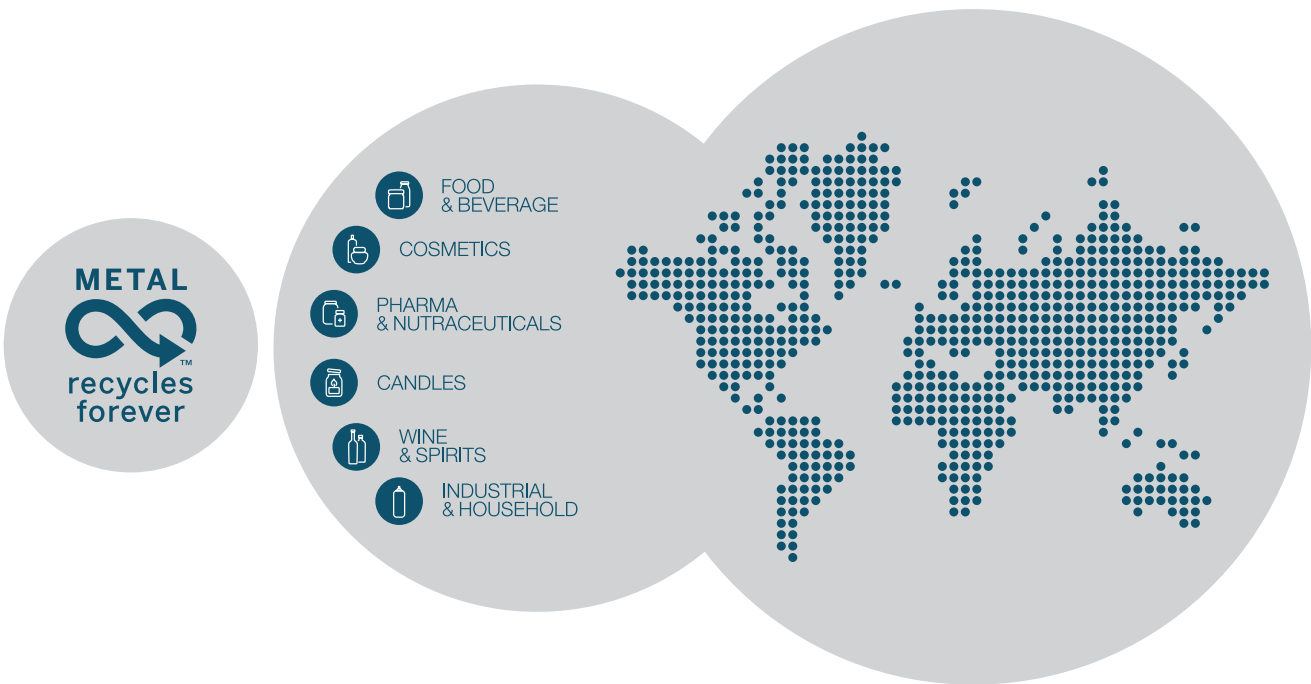 METAL
™
recycles
forever
FOOD
& BEVERAGE
COSMETICS
PHARMA
& NUTRACEUTICALS
CANDLES
WINE
& SPIRITS
INDUSTRIAL
& HOUSEHOLD